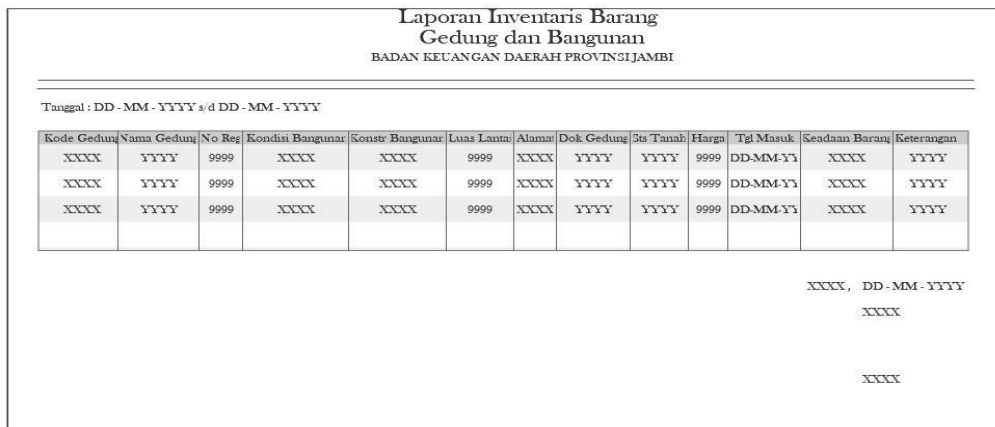 Laporan Inventaris Barang
Gedung dan Bangunan
BADAN KEUANGAN DAERAH PROVINSI JAMBI
Tanggal : DD - MM - YYYY s/d DD - MM - YYYY
Kode Gedung Nama Gedung No Reg Kondisi Bangunan Konstr Bangunan Luas Lantai Alamat Dok Gedung Sts Tanah Harga Tgl Masuk Keadaan Barang Keterangan
XXXX YYYY 9999 XXXX XXXX 9999 XXXX YYYY YYYY 9999 DD-MM-YY XXXX YYYY
XXXX YYYY 9999 XXXX XXXX 9999 XXXX YYYY YYYY 9999 DD-MM-YY XXXX YYYY
XXXX YYYY 9999 XXXX XXXX 9999 XXXX YYYY YYYY 9999 DD-MM-YY XXXX YYYY
XXXX , DD - MM - YYYY
XXXX
XXXX